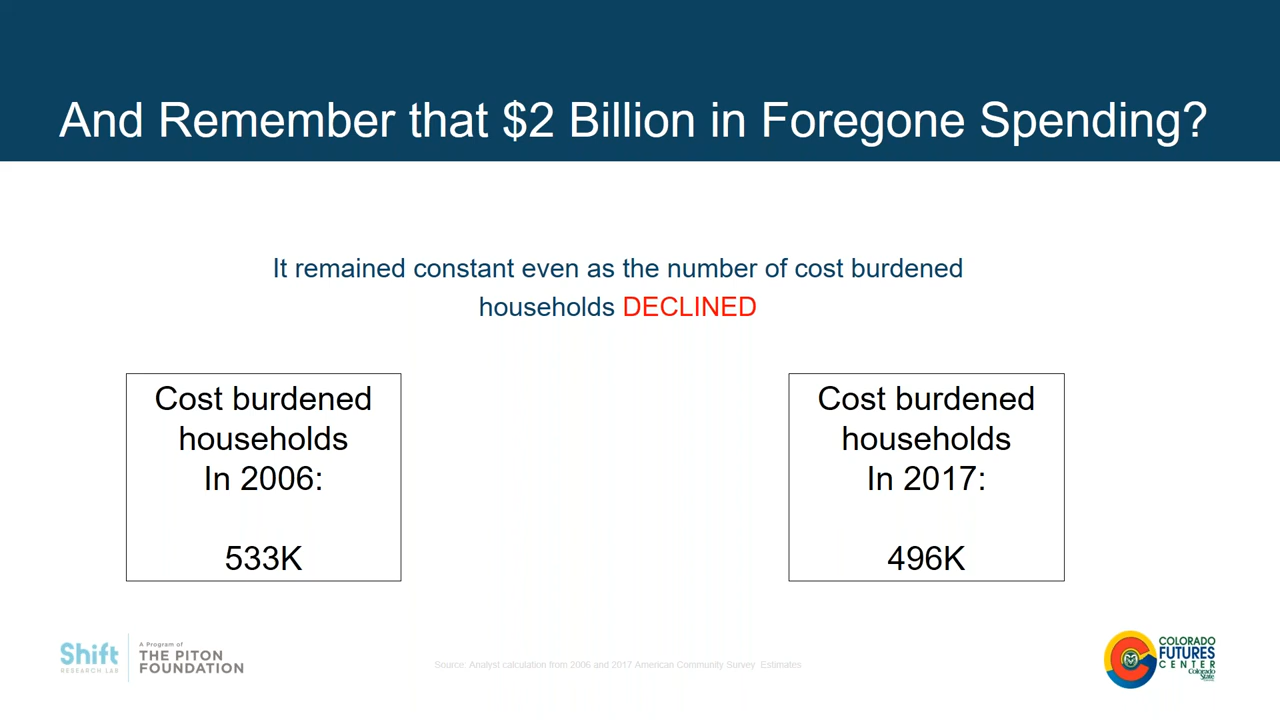 And Remember that $2 Billion in Foregone Spending?
It remained constant even as the number of cost burdened
households DECLINED
Cost burdened
households
In 2006:
533K
Cost burdened
households
In 2017:
496K
Shift
RESEARCH LAB
A Program of
THE PITON
FOUNDATION
Source: Analyst calculation from 2006 and 2017 American Community Survey Estimates
COLORADO
FUTURES
CENTER
Colorado
State